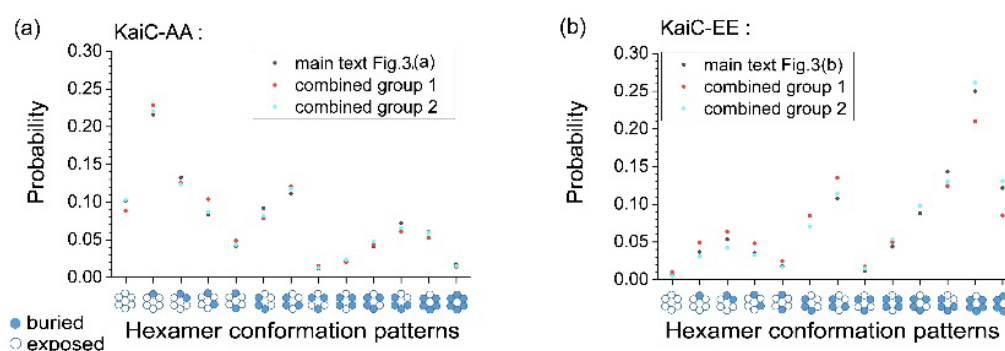 (a) KaiC-AA :
main text Fig.3.(a)
combined group 1
combined group 2
0.30
0.25
0.20
0.15
0.10
0.05
0.00
Probability
buried
exposed
Hexamer conformation patterns
(b) KaiC-EE :
main text Fig.3(b)
combined group 1
combined group 2
0.30
0.25
0.20
0.15
0.10
0.05
0.00
Probability
Hexamer conformation patterns